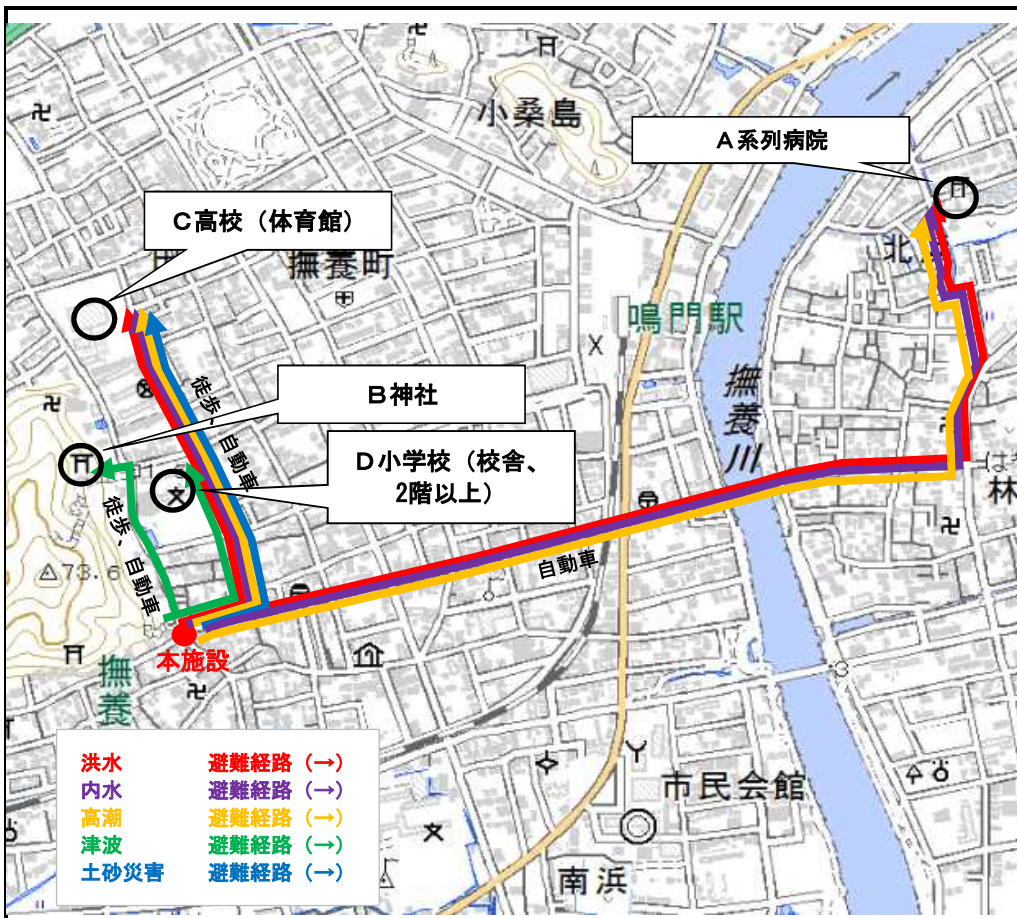 小桑島
A系列病院
C高校（体育館）
撫養町
鳴門駅
B神社
撫養川
D小学校（校舎、
2階以上）
徒歩、自動車
徒歩、自動車
自動車
73.6
林
本施設
撫養
市民会館
南浜
洪水 避難経路（→）
内水 避難経路（→）
高潮 避難経路（→）
津波 避難経路（→）
土砂災害 避難経路（→）